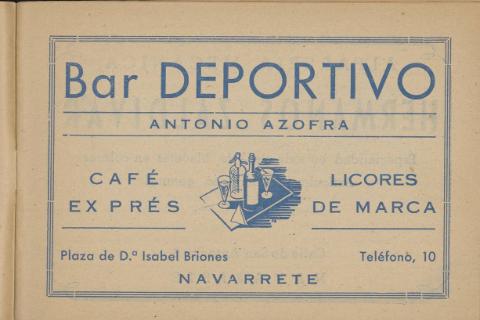 Bar DEPORTIVO
ANTONIO AZOFRA
CAFÉ
EXPRÉS
LICORES
DE MARCA
Plaza de D.ª Isabel Briones
Teléfono, 10
NAVARRETE